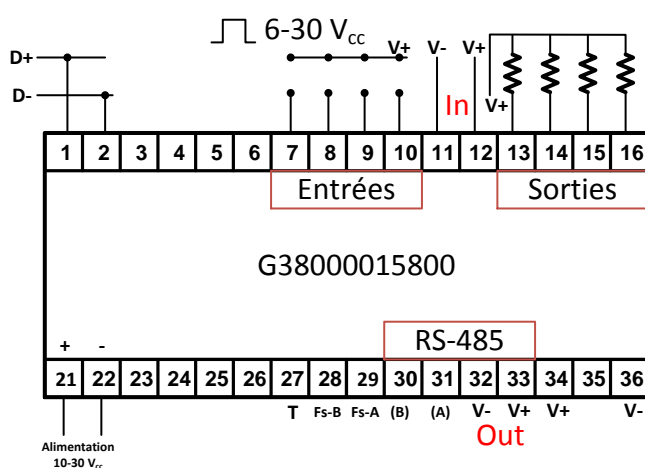 6-30 Vcc
D+
V+ V- V+
D-
In
V+
1 2 3 4 5 6 7 8 9 10 11 12 13 14 15 16
Entrées Sorties
G38000015800
RS-485
+ -
21 22 23 24 25 26 27 28 29 30 31 32 33 34 35 36
T Fs-B Fs-A (B) (A) V- V+ V+ V-
Out
Alimentation
10-30 Vcc